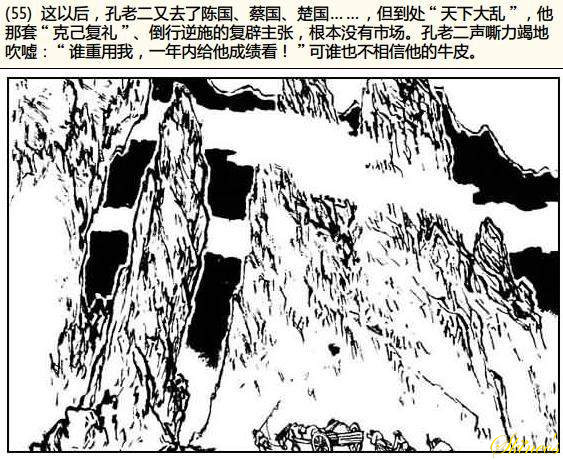 (55) 这以后，孔老二又去了陈国、蔡国、楚国……，但到处“天下大乱”，他
那套“克己复礼”、倒行逆施的复辟主张，根本没有市场。孔老二声嘶力竭地
吹嘘：“谁重用我，一年内给他成绩看！”可谁也不相信他的牛皮。